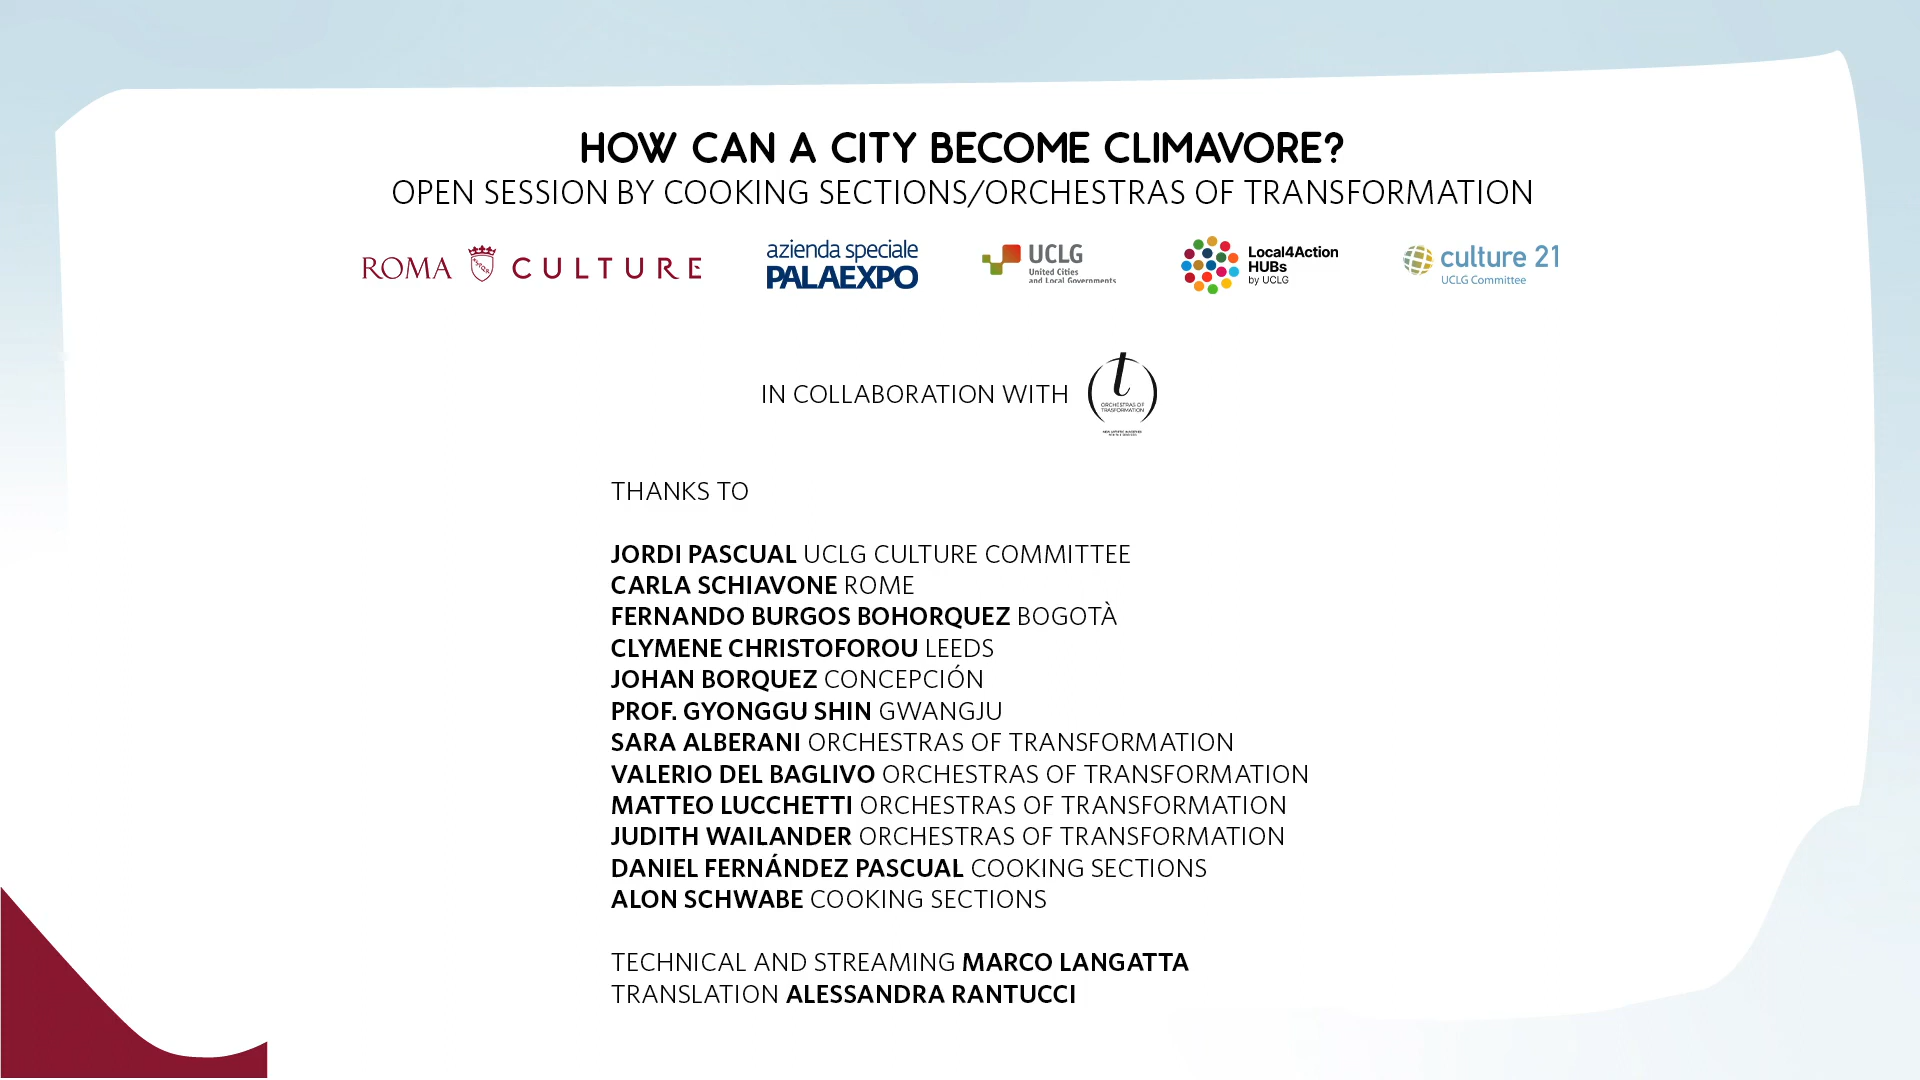 HOW CAN A CITY BECOME CLIMAVORE?
OPEN SESSION BY COOKING SECTIONS/ORCHESTRAS OF TRANSFORMATION
ROMA CULTURE
azienda speciale
PALAEXPO
UCLG
United Cities
and Local Governments
Local4Action
HUBs
by UCLG
culture 21
UCLG Committee
IN COLLABORATION WITH
t
ORCHESTRAS OF
TRANSFORMATION
THANKS TO
JORDI PASCUAL UCLG CULTURE COMMITTEE
CARLA SCHIAVONE ROME
FERNANDO BURGOS BOHORQUEZ BOGOTÀ
CLYMENE CHRISTOFOROU LEEDS
JOHAN BORQUEZ CONCEPCIÓN
PROF. GYONGGU SHIN GWANGJU
SARA ALBERANI ORCHESTRAS OF TRANSFORMATION
VALERIO DEL BAGLIVO ORCHESTRAS OF TRANSFORMATION
MATTEO LUCCHETTI ORCHESTRAS OF TRANSFORMATION
JUDITH WAILANDER ORCHESTRAS OF TRANSFORMATION
DANIEL FERNÁNDEZ PASCUAL COOKING SECTIONS
ALON SCHWABE COOKING SECTIONS
TECHNICAL AND STREAMING MARCO LANGATTA
TRANSLATION ALESSANDRA RANTUCCI